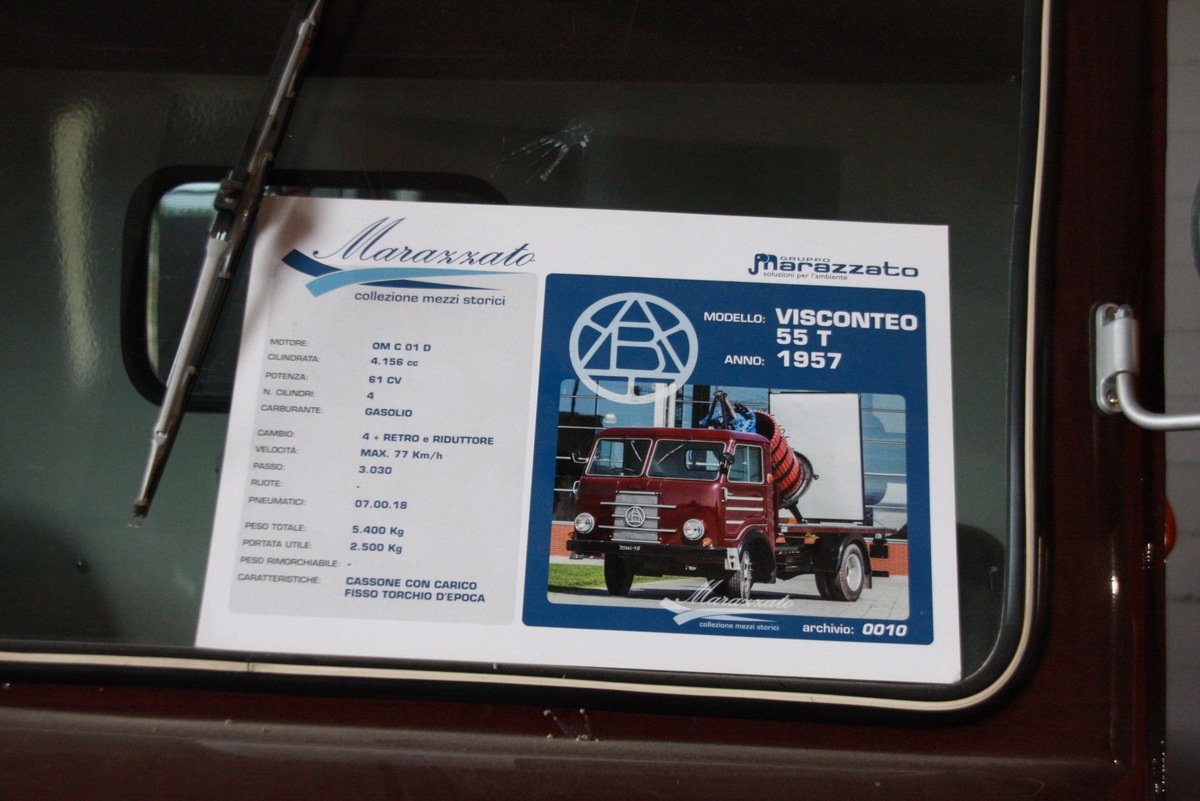 Marazzato
collezione mezzi storici
MOTORE: OM C 01 D
CILINDRATA: 4.156 cc
POTENZA: 61 CV
N. CILINDRI: 4
CARBURANTE: GASOLIO
CAMBIO: 4 + RETRO e RIDUTTORE
VELOCITÀ: MAX. 77 Km/h
PASSO: 3.030
RUOTE: -
PNEUMATICI: 07.00.18
PESO TOTALE: 5.400 Kg
PORTATA UTILE: 2.500 Kg
PESO RIMORCHIABILE: -
CARATTERISTICHE: CASSONE CON CARICO
FISSO TORCHIO D'EPOCA
GRUPPO
Marazzato
soluzioni per l'ambiente
MODELLO: VISCONTEO
55 T
ANNO: 1957
Marazzato
collezione mezzi storici
archivio: 0010